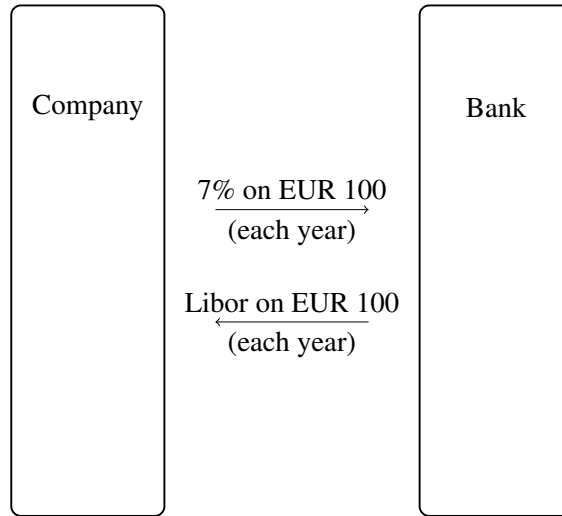 Company
Bank
7% on EUR 100
(each year)
Libor on EUR 100
(each year)